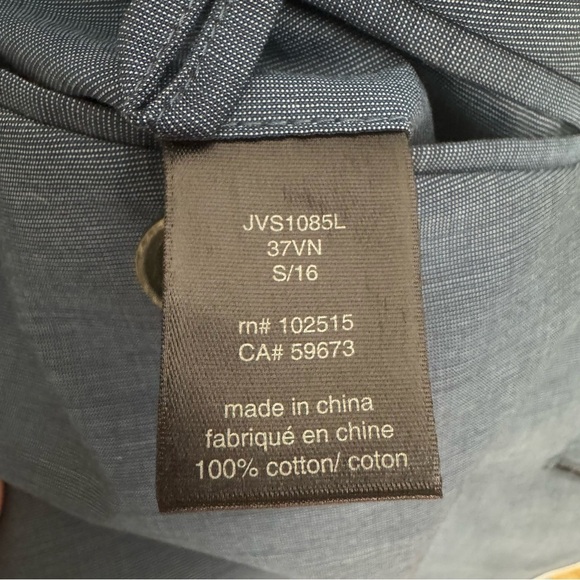 JVS1085L
37VN
S/16
rn# 102515
CA# 59673
made in china
fabriqué en chine
100% cotton/ coton